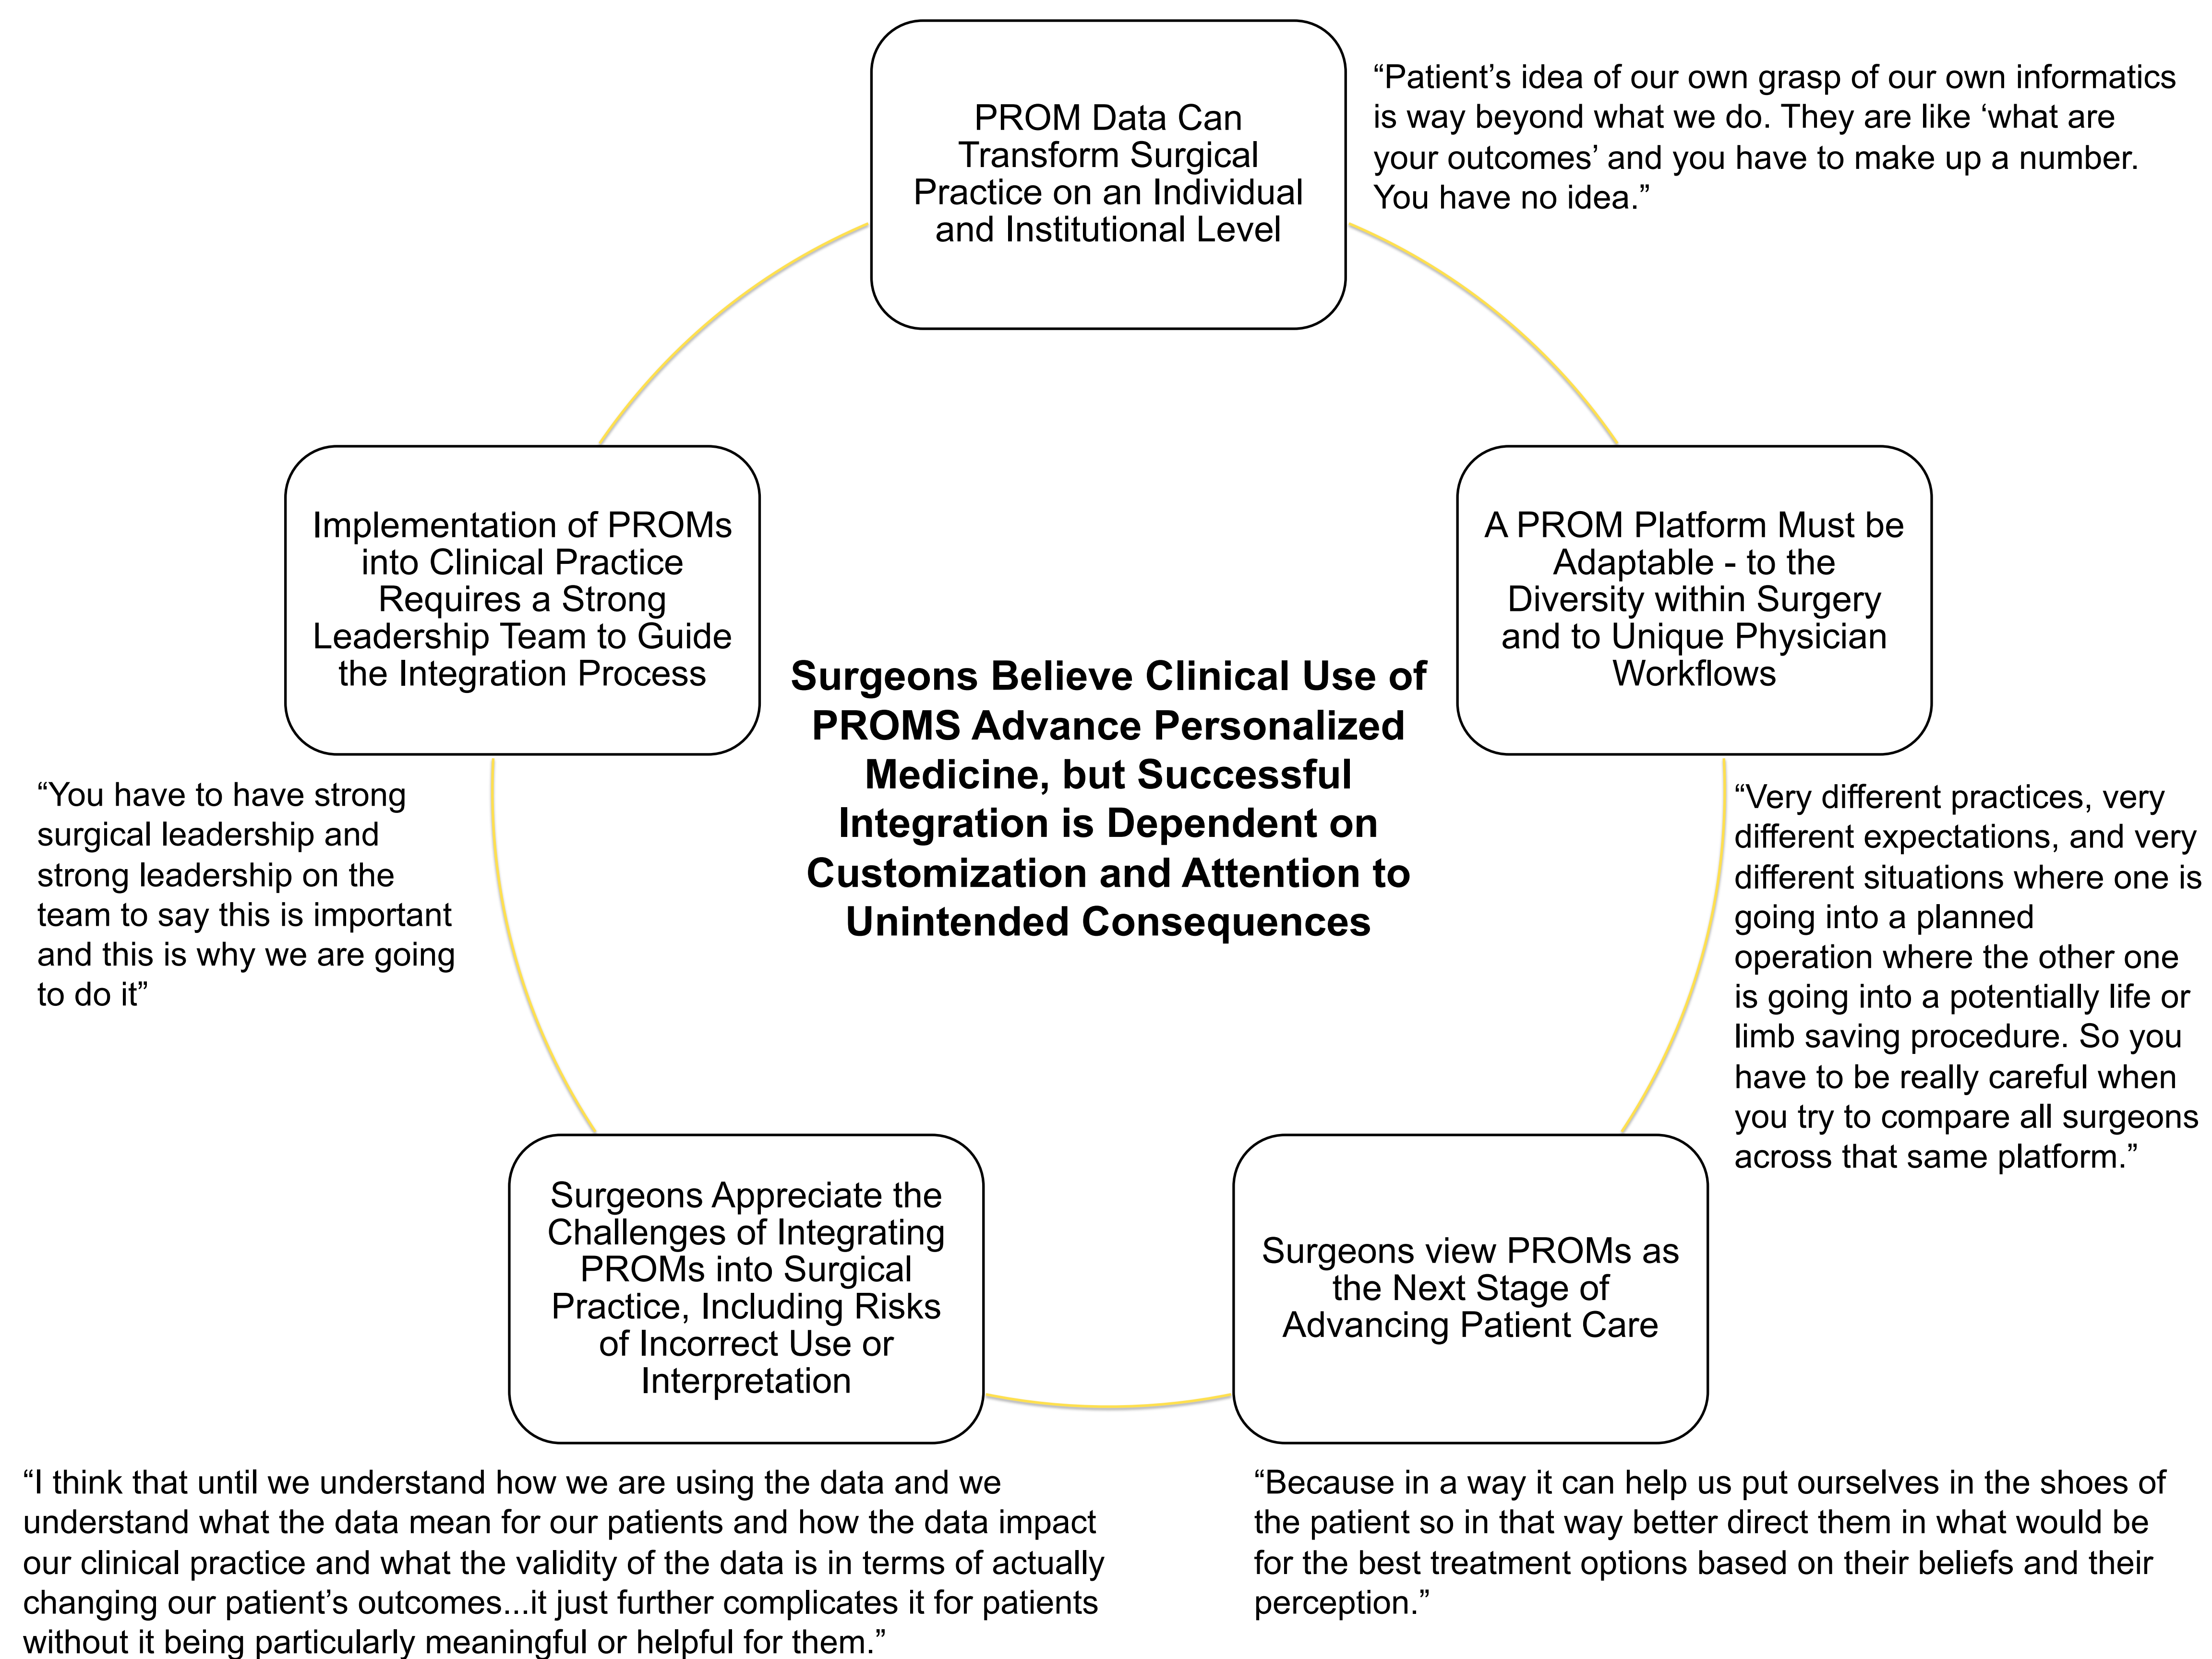 PROM Data Can
Transform Surgical
Practice on an Individual
and Institutional Level
“Patient’s idea of our own grasp of our own informatics
is way beyond what we do. They are like ‘what are
your outcomes’ and you have to make up a number.
You have no idea.”
Implementation of PROMs
into Clinical Practice
Requires a Strong
Leadership Team to Guide
the Integration Process
A PROM Platform Must be
Adaptable - to the
Diversity within Surgery
and to Unique Physician
Workflows
Surgeons Believe Clinical Use of
PROMS Advance Personalized
Medicine, but Successful
Integration is Dependent on
Customization and Attention to
Unintended Consequences
“You have to have strong
surgical leadership and
strong leadership on the
team to say this is important
and this is why we are going
to do it”
“Very different practices, very
different expectations, and very
different situations where one is
going into a planned
operation where the other one
is going into a potentially life or
limb saving procedure. So you
have to be really careful when
you try to compare all surgeons
across that same platform.”
Surgeons Appreciate the
Challenges of Integrating
PROMs into Surgical
Practice, Including Risks
of Incorrect Use or
Interpretation
Surgeons view PROMs as
the Next Stage of
Advancing Patient Care
“I think that until we understand how we are using the data and we
understand what the data mean for our patients and how the data impact
our clinical practice and what the validity of the data is in terms of actually
changing our patient’s outcomes...it just further complicates it for patients
without it being particularly meaningful or helpful for them.”
“Because in a way it can help us put ourselves in the shoes of
the patient so in that way better direct them in what would be
for the best treatment options based on their beliefs and their
perception.”